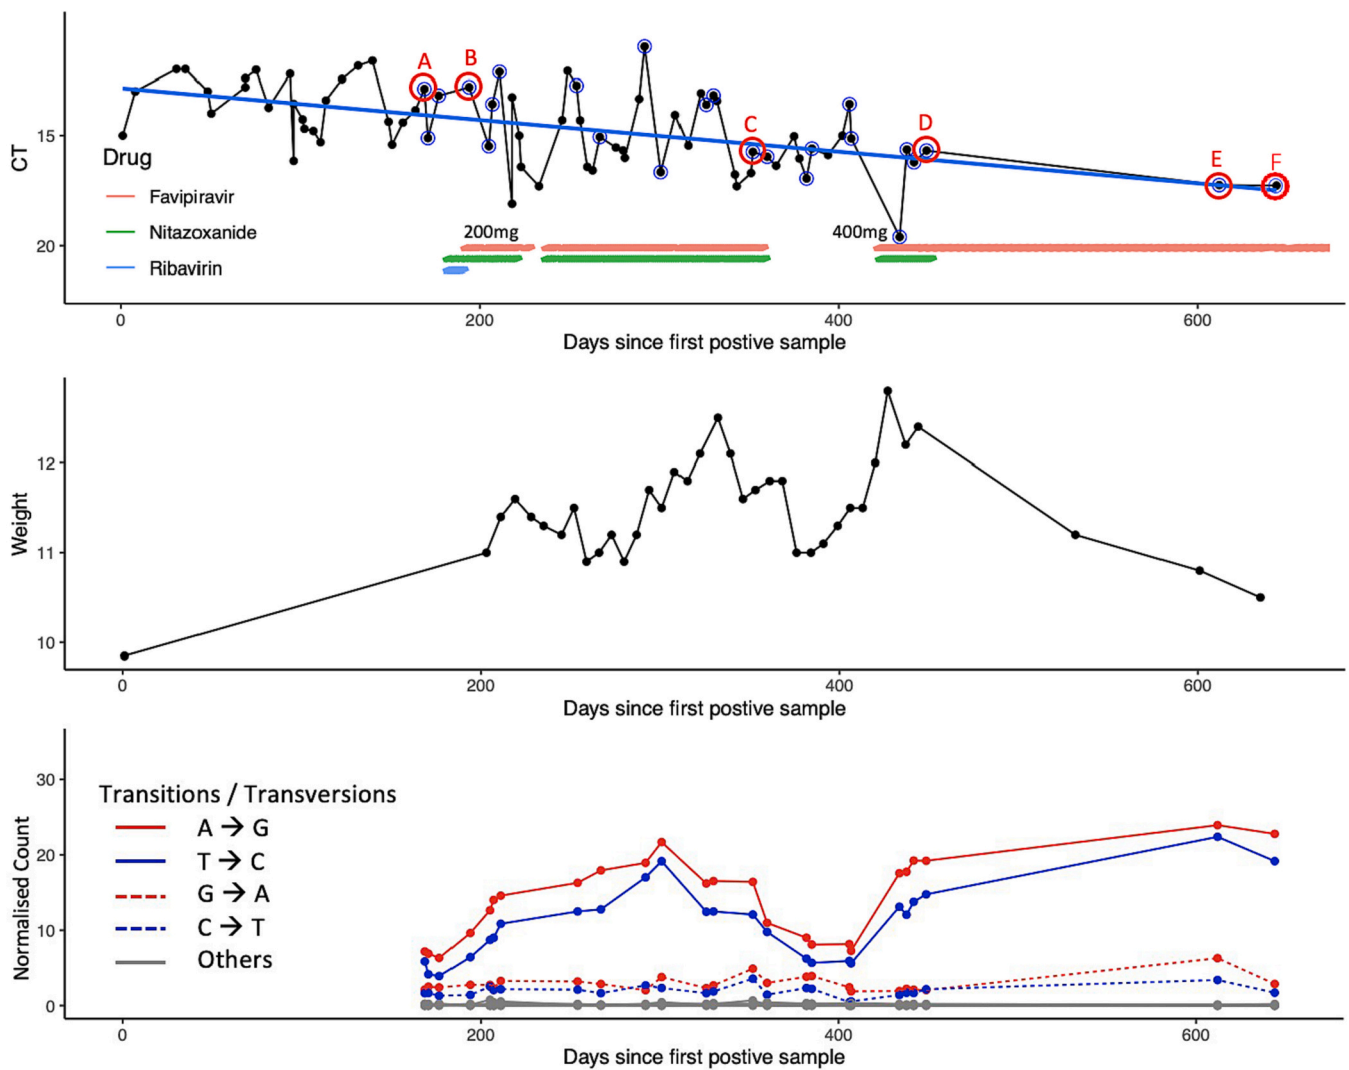 A
B
C
D
E
F
CT
15
20
Drug
Favipiravir
Nitazoxanide
Ribavirin
200mg
400mg
0
200
400
600
Days since first postive sample
Weight
12
11
10
0
200
400
600
Days since first postive sample
Normalised Count
30
20
10
0
Transitions / Transversions
A → G
T → C
G → A
C → T
Others
0
200
400
600
Days since first postive sample